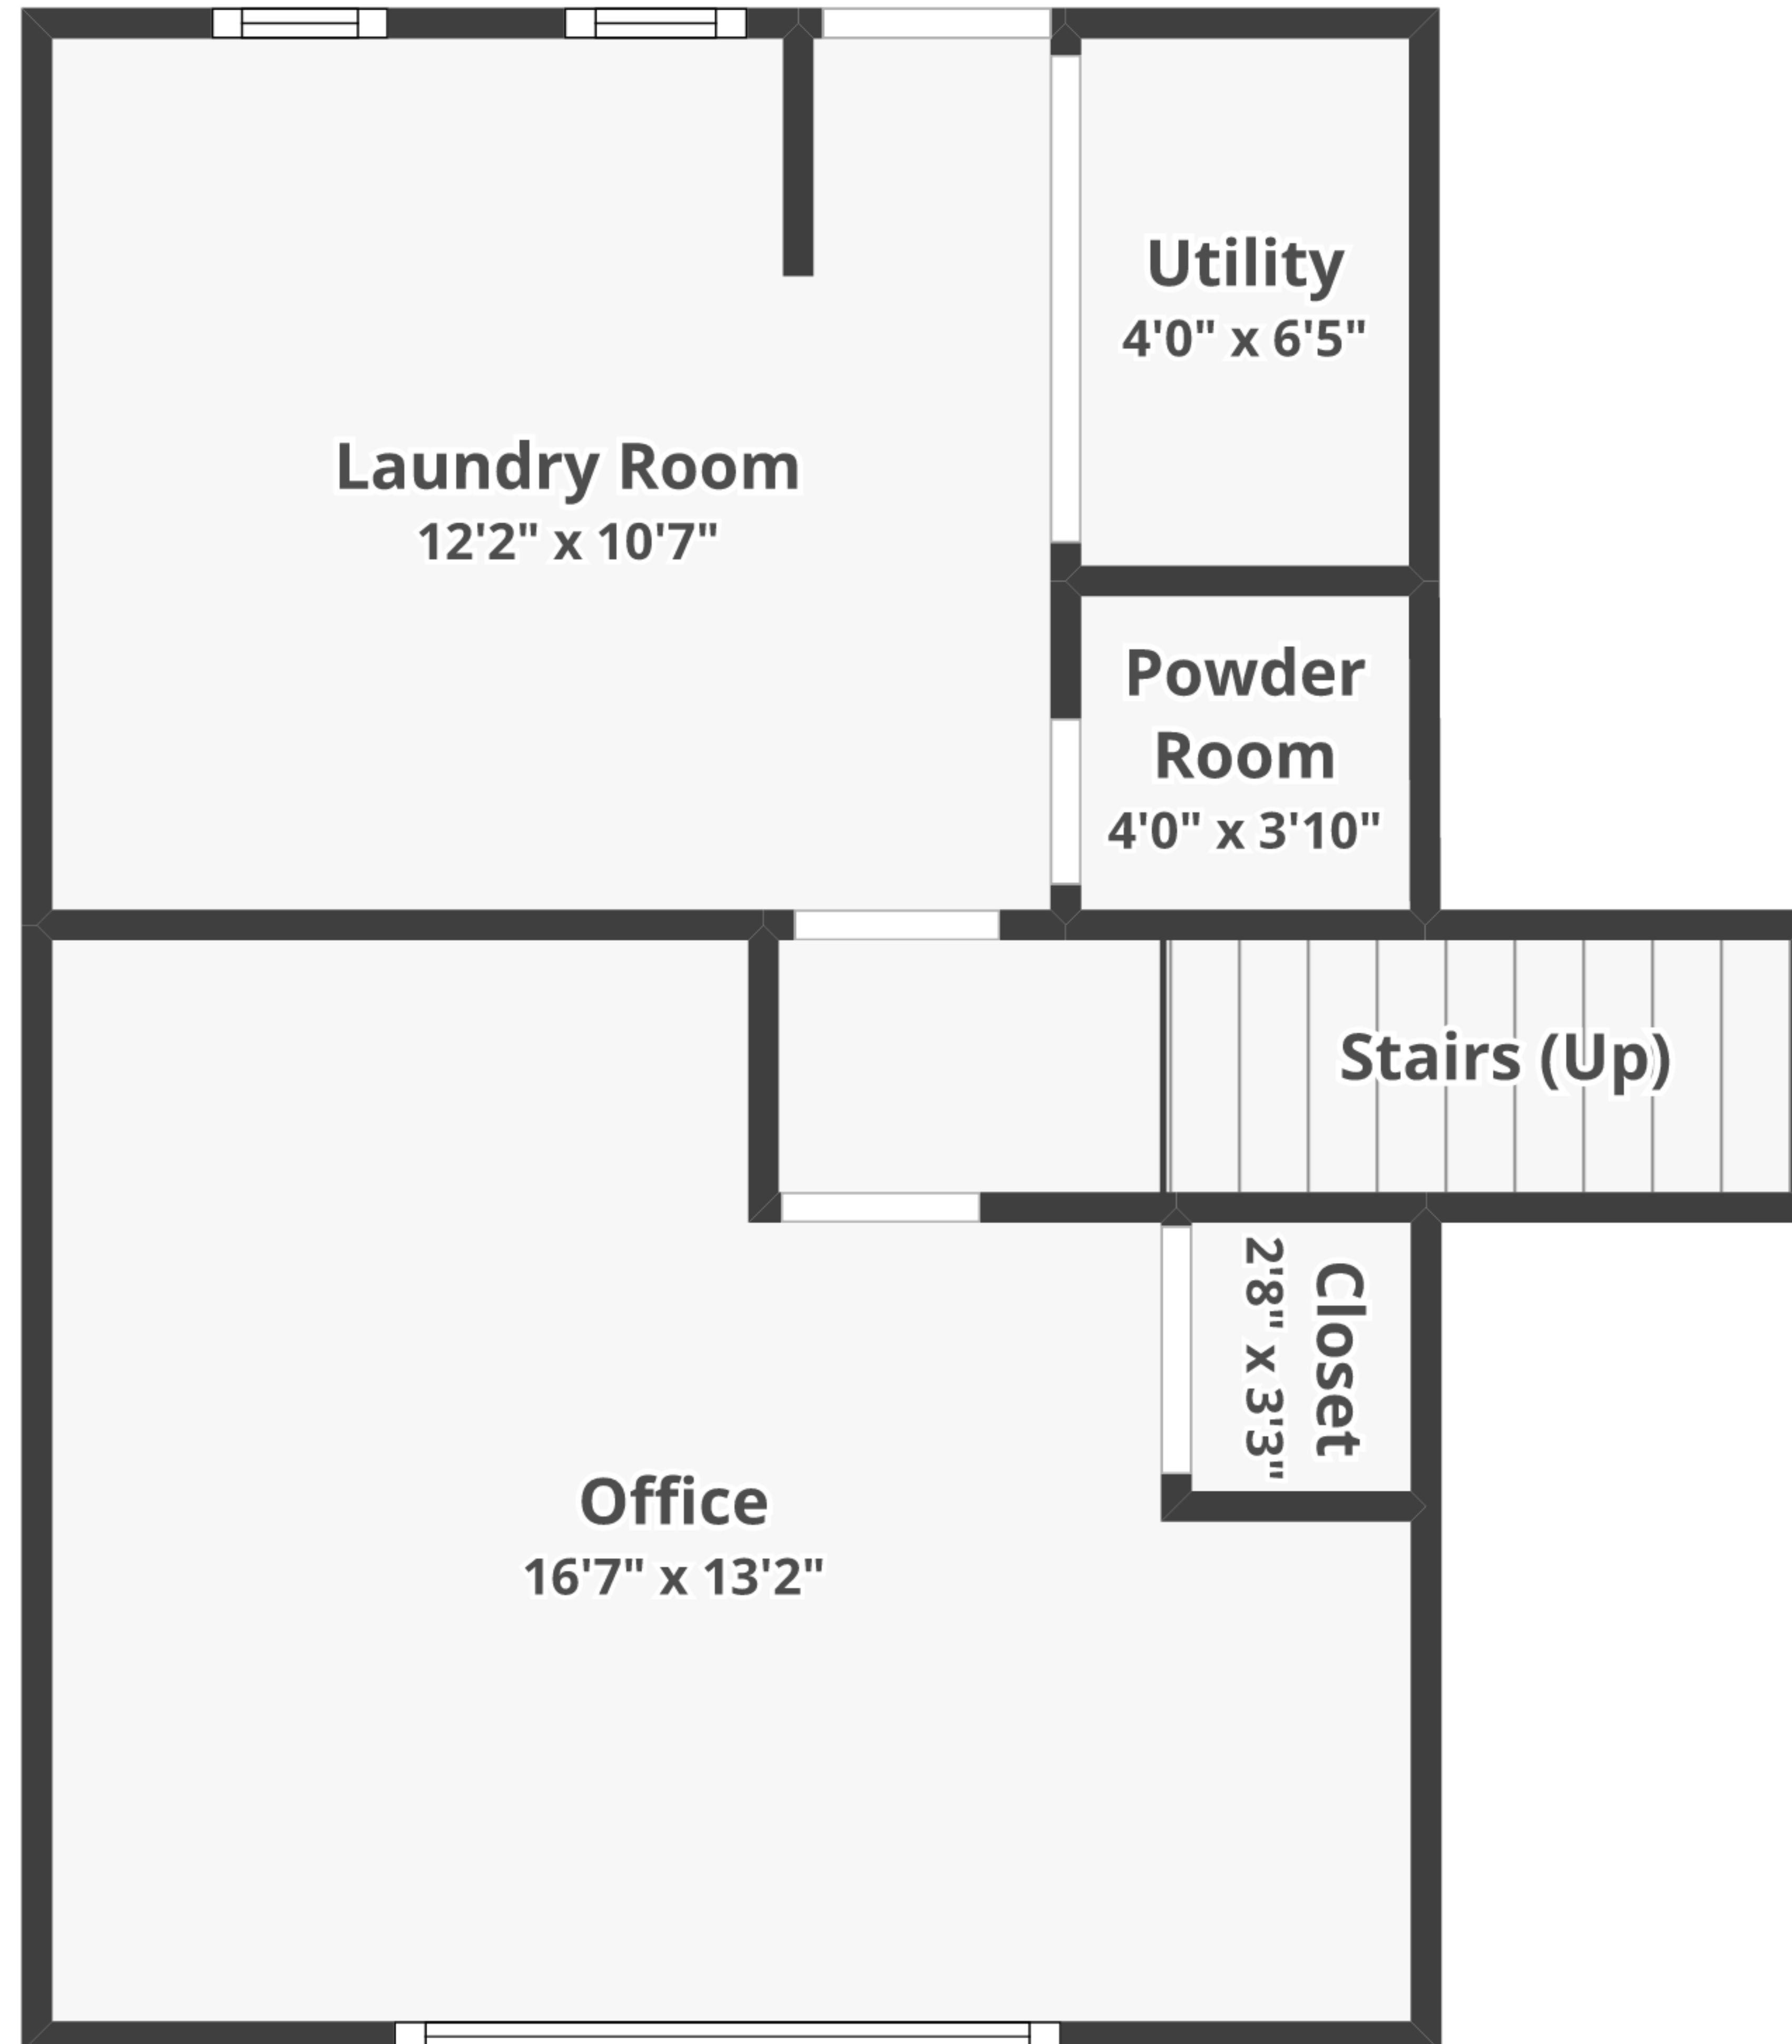 Utility
4'0" x 6'5"
Laundry Room
12'2" x 10'7"
Powder
Room
4'0" x 3'10"
Stairs (Up)
Closet
2'8" x 3'3"
Office
16'7" x 13'2"